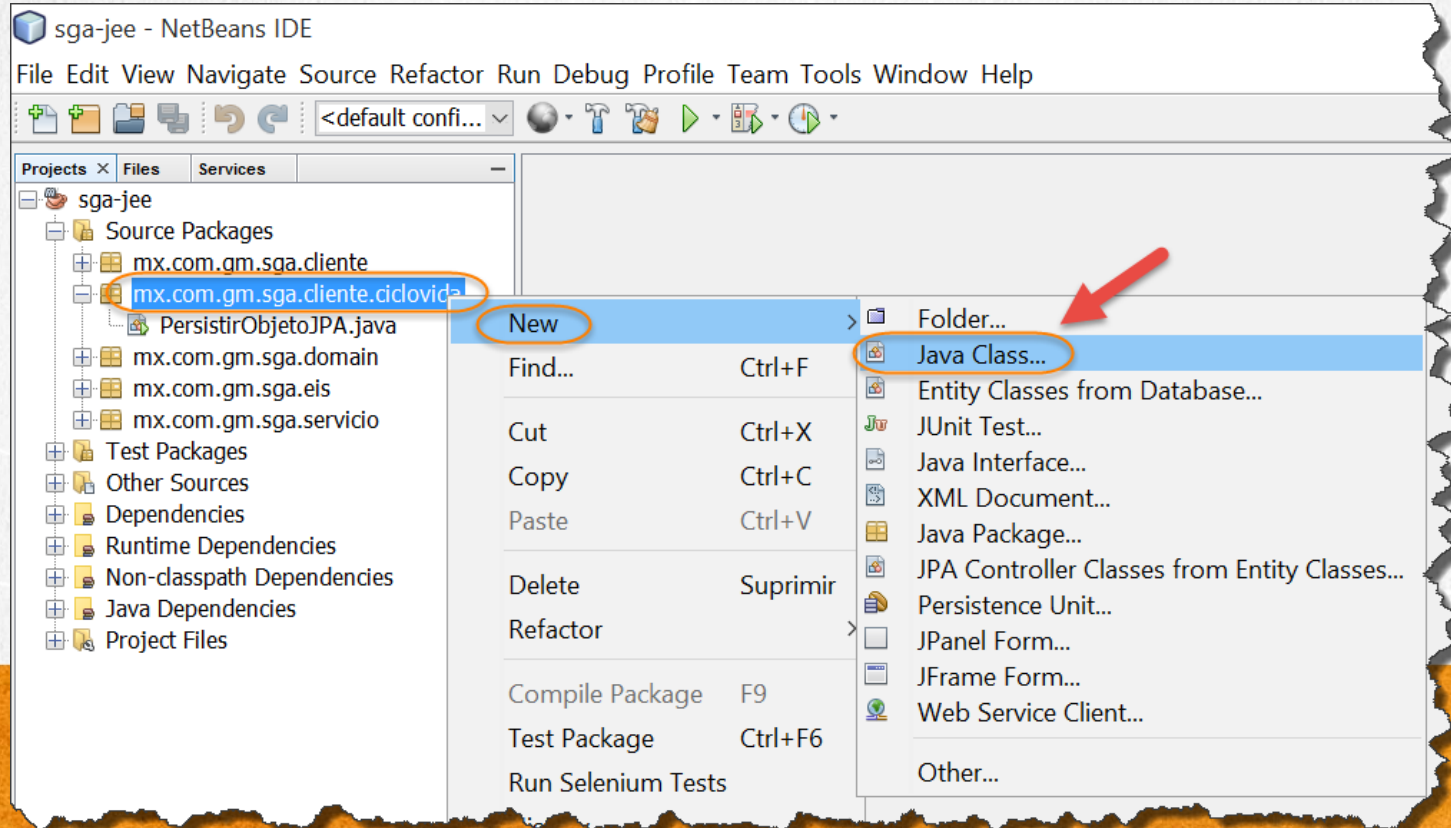 sga-jee - NetBeans IDE
File Edit View Navigate Source Refactor Run Debug Profile Team Tools Window Help
<default confi...
Projects Files Services
sga-jee
Source Packages
mx.com.gm.sga.cliente
mx.com.gm.sga.cliente.ciclovida
PersistirObjetoJPA.java
mx.com.gm.sga.domain
mx.com.gm.sga.eis
mx.com.gm.sga.servicio
Test Packages
Other Sources
Dependencies
Runtime Dependencies
Non-classpath Dependencies
Java Dependencies
Project Files
New
Find... Ctrl+F
Cut Ctrl+X
Copy Ctrl+C
Paste Ctrl+V
Delete Suprimir
Refactor
Compile Package F9
Test Package Ctrl+F6
Run Selenium Tests
Folder...
Java Class...
Entity Classes from Database...
JUnit Test...
Java Interface...
XML Document...
Java Package...
JPA Controller Classes from Entity Classes...
Persistence Unit...
JPanel Form...
JFrame Form...
Web Service Client...
Other...